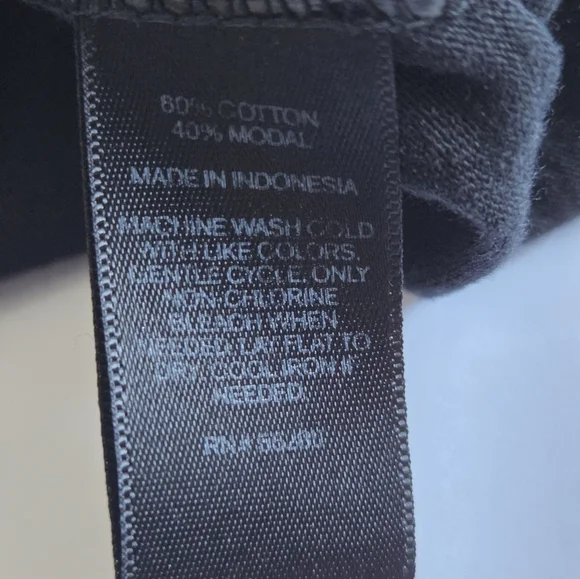 60% COTTON
40% MODAL
MADE IN INDONESIA
MACHINE WASH COLD
WITH LIKE COLORS.
GENTLE CYCLE. ONLY
NON-CHLORINE
BLEACH WHEN
NEEDED. LAY FLAT TO
DRY. COOL IRON IF
NEEDED.
RN#